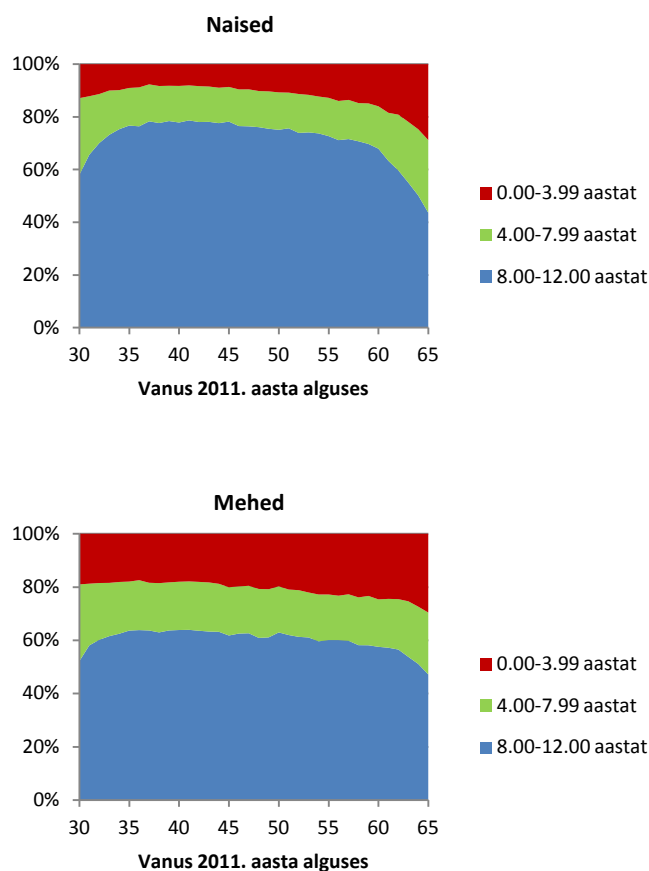 Naised
100%
80%
60%
40%
20%
0%
30 35 40 45 50 55 60 65
Vanus 2011. aasta alguses
0.00-3.99 aastat
4.00-7.99 aastat
8.00-12.00 aastat
Mehed
100%
80%
60%
40%
20%
0%
30 35 40 45 50 55 60 65
Vanus 2011. aasta alguses
0.00-3.99 aastat
4.00-7.99 aastat
8.00-12.00 aastat